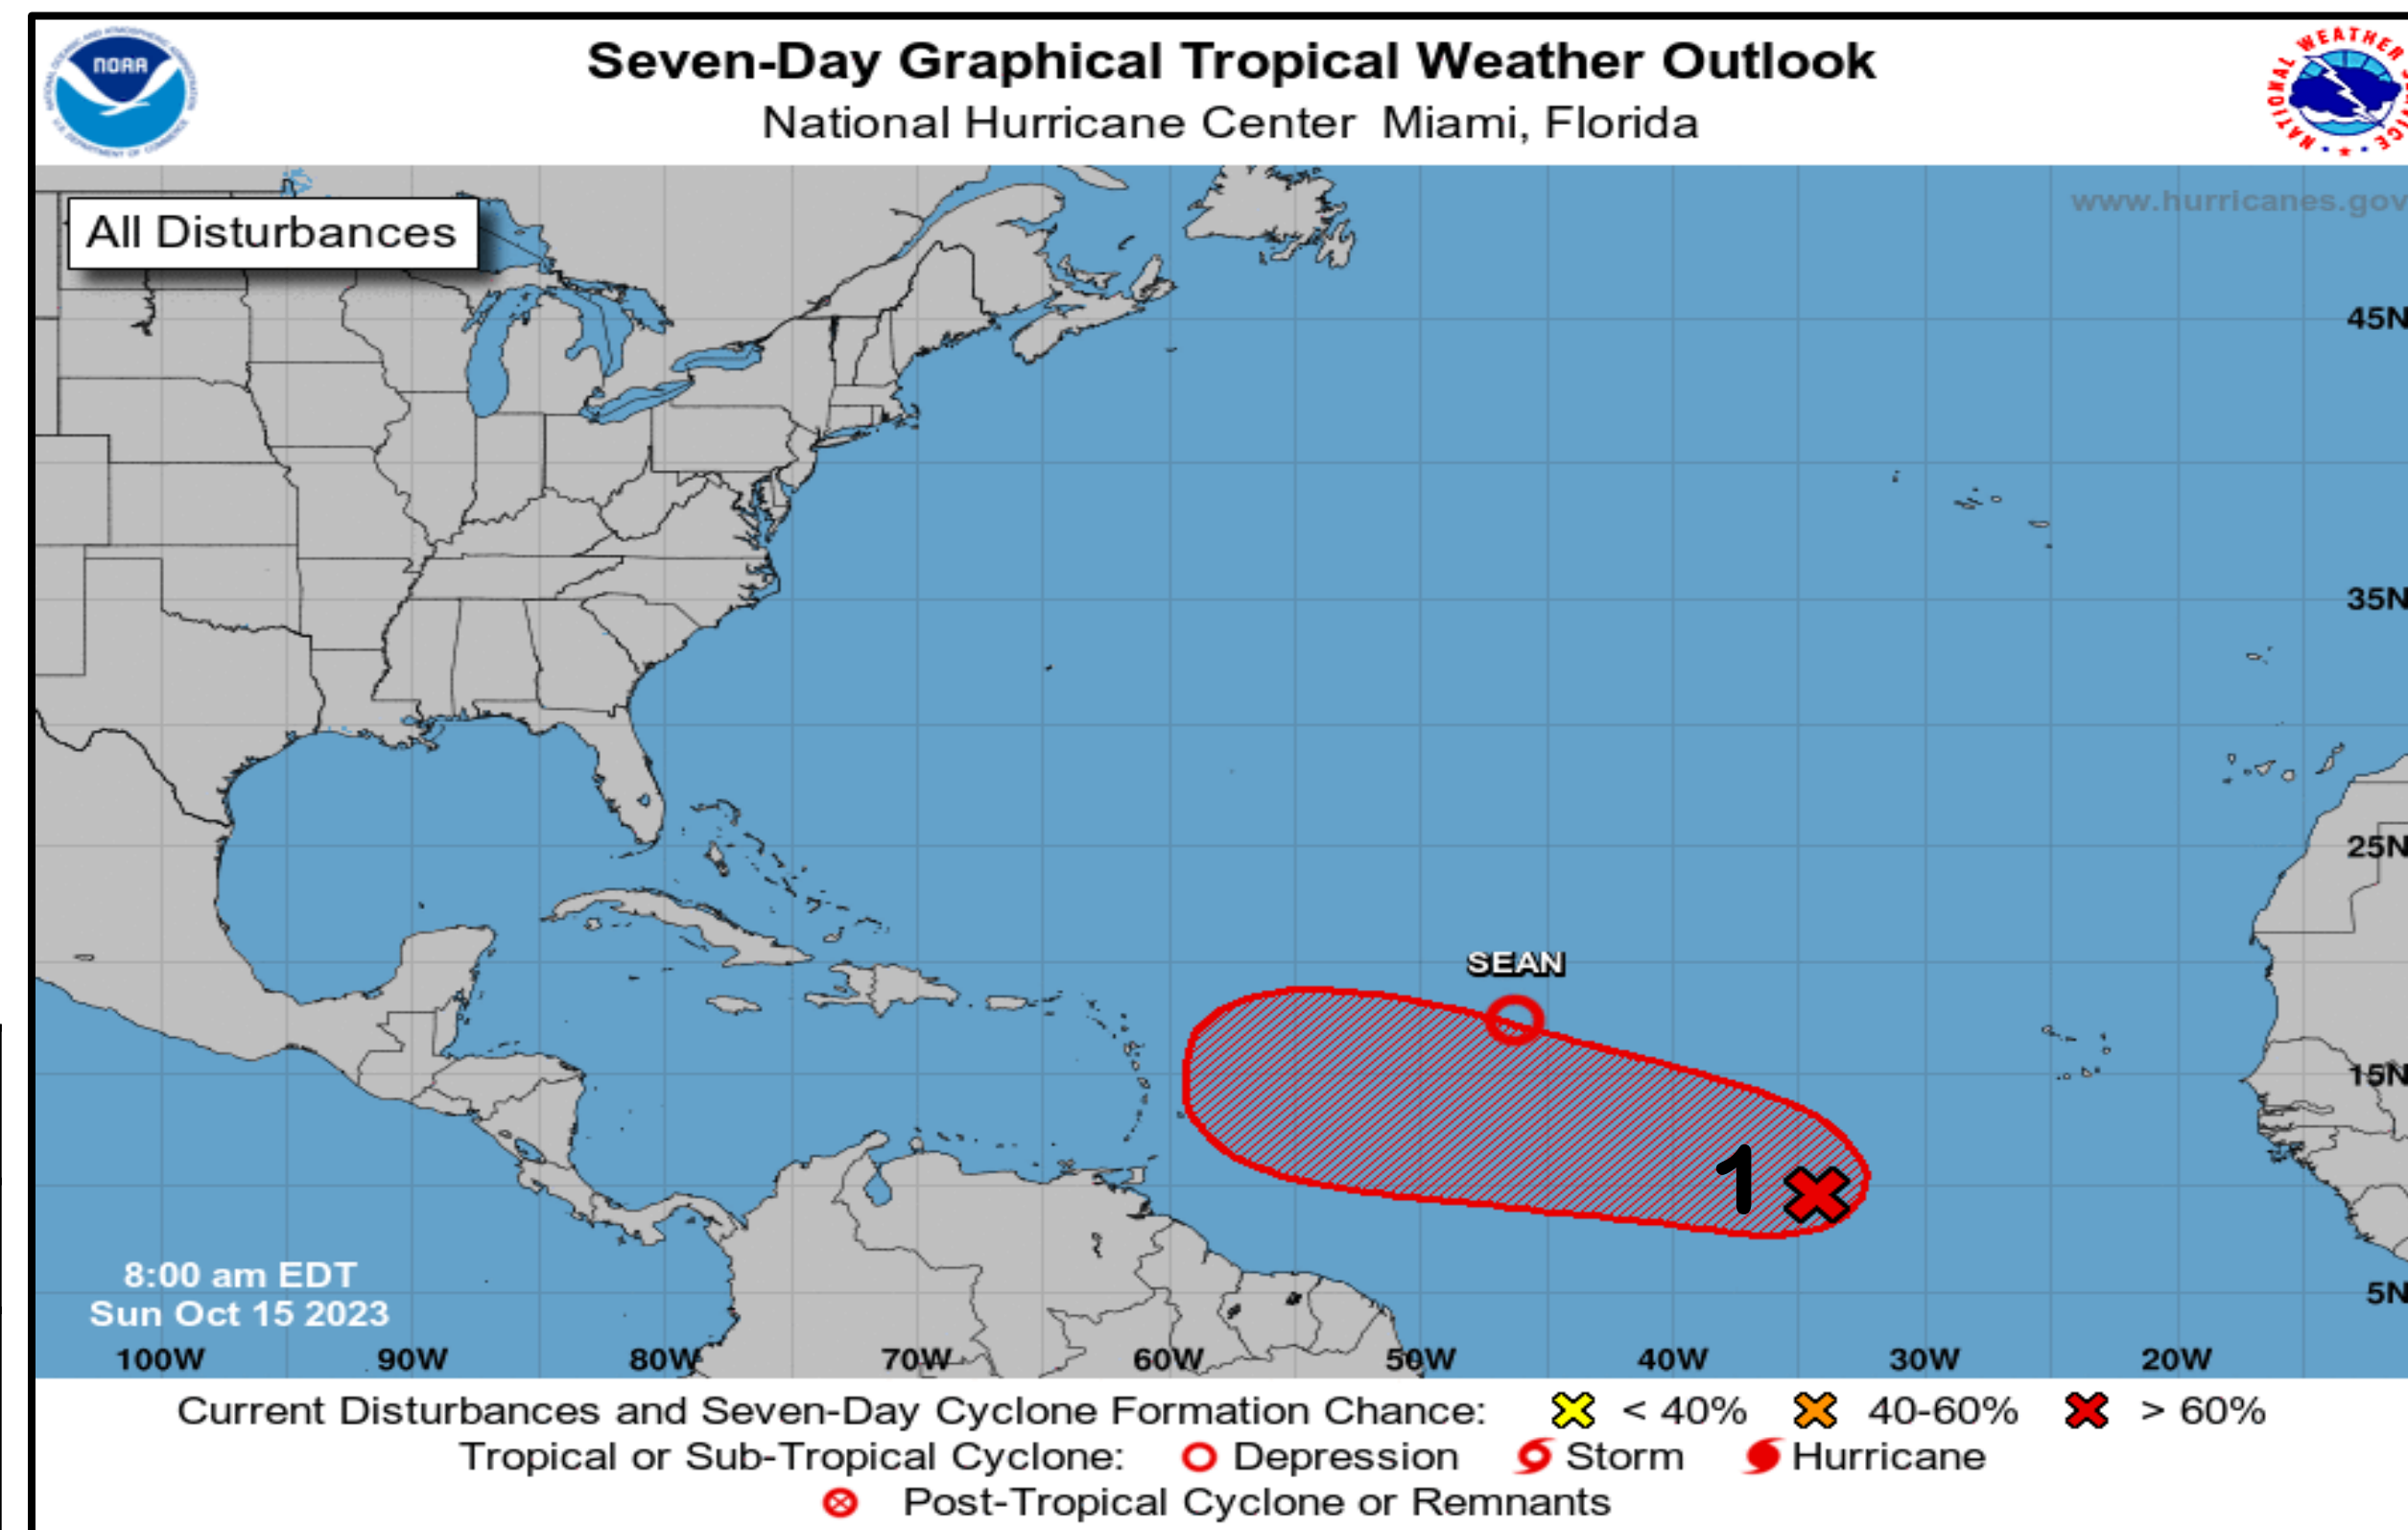 Seven-Day Graphical Tropical Weather Outlook
National Hurricane Center Miami, Florida
NOAA
NATIONAL WEATHER
All Disturbances
www.hurricanes.gov
45N
35N
25N
SEAN
15N
1
8:00 am EDT
Sun Oct 15 2023
5N
100W 90W 80W 70W 60W 50W 40W 30W 20W
Current Disturbances and Seven-Day Cyclone Formation Chance: < 40% 40-60% > 60%
Tropical or Sub-Tropical Cyclone: Depression Storm Hurricane
Post-Tropical Cyclone or Remnants